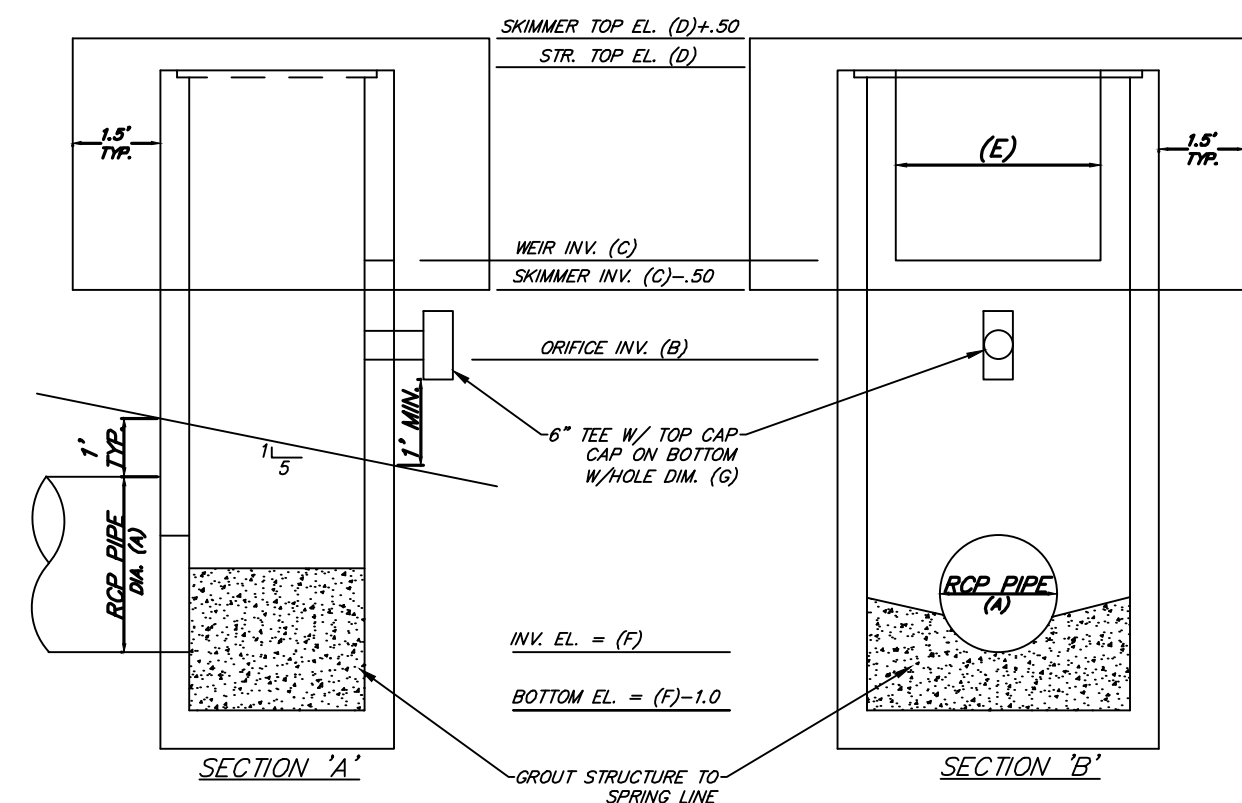 SKIMMER TOP EL. (D)+.50
STR. TOP EL. (D)
1.5'
TYP.
(E)
1.5'
TYP.
WEIR INV. (C)
SKIMMER INV. (C)-.50
ORIFICE INV. (B)
1' MIN.
1'
TYP.
6" TEE W/ TOP CAP
CAP ON BOTTOM
W/HOLE DIM. (G)
1
5
RCP PIPE
DIA. (A)
RCP PIPE
(A)
INV. EL. = (F)
BOTTOM EL. = (F)-1.0
SECTION 'A'
SECTION 'B'
GROUT STRUCTURE TO
SPRING LINE